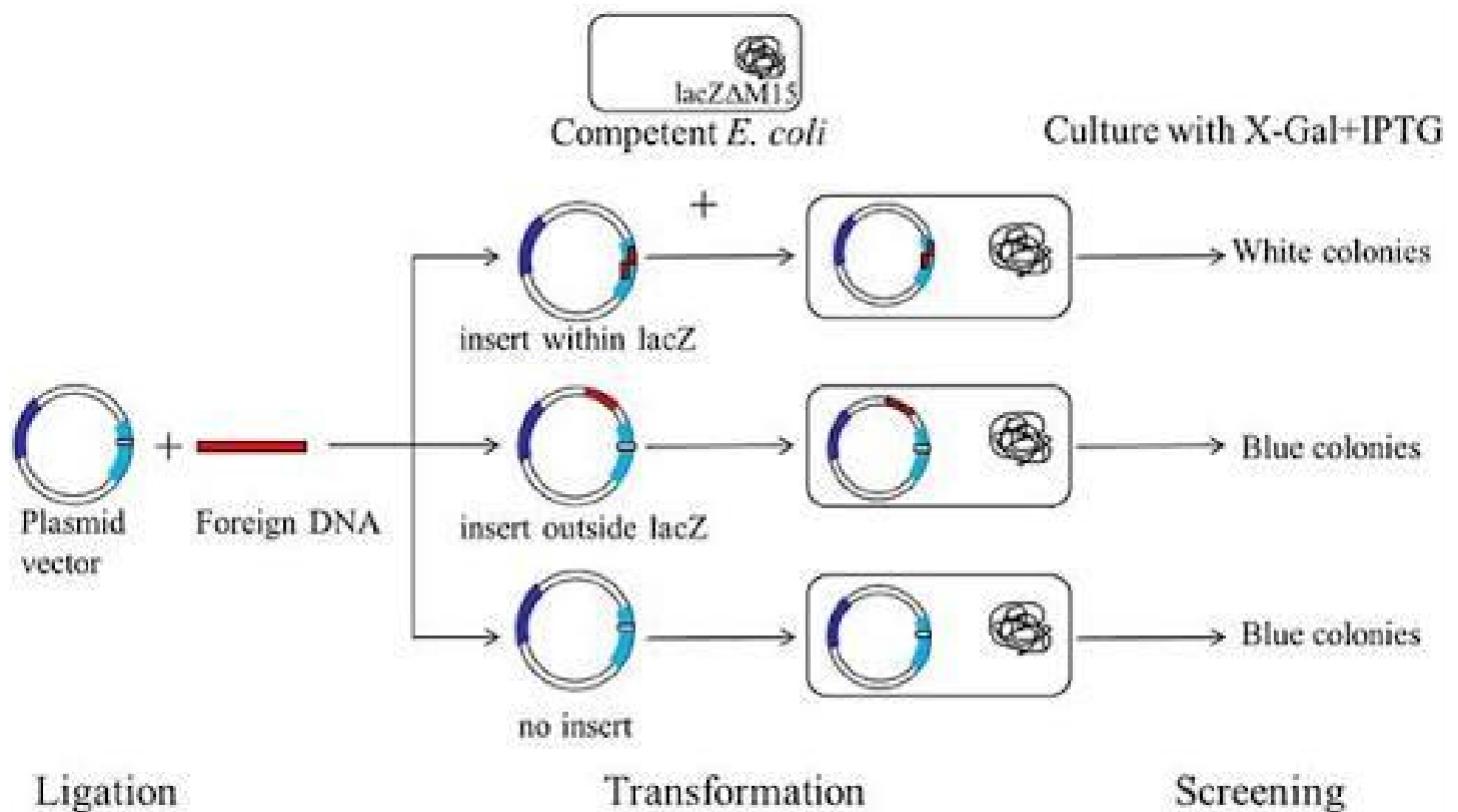 lacZΔM15
Competent E. coli
Culture with X-Gal+IPTG
+
White colonies
insert within lacZ
+
Plasmid
vector
Foreign DNA
insert outside lacZ
Blue colonies
no insert
Blue colonies
Ligation
Transformation
Screening